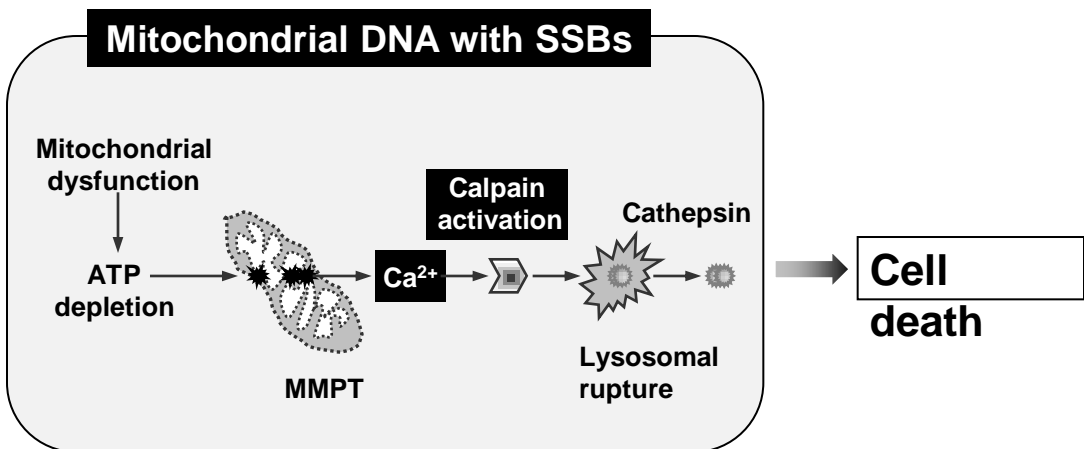 Mitochondrial DNA with SSBs
Mitochondrial
dysfunction
ATP
depletion
MMPT
Ca²⁺
Calpain
activation
Lysosomal
rupture
Cathepsin
Cell
death